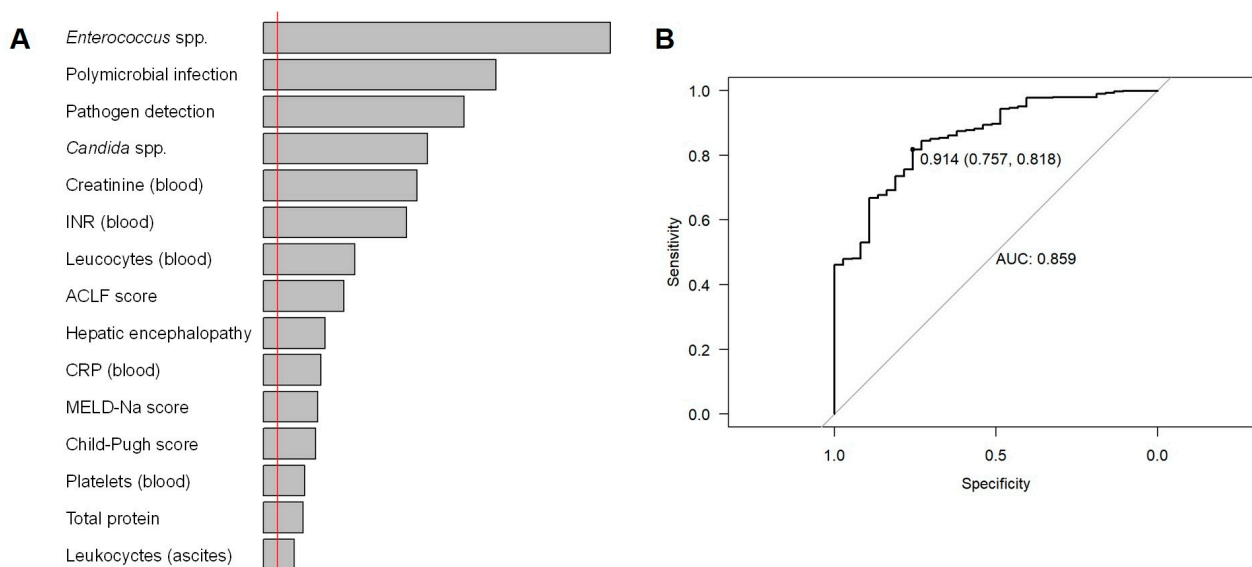 A
Enterococcus spp.
Polymicrobial infection
Pathogen detection
Candida spp.
Creatinine (blood)
INR (blood)
Leucocytes (blood)
ACLF score
Hepatic encephalopathy
CRP (blood)
MELD-Na score
Child-Pugh score
Platelets (blood)
Total protein
Leukocyctes (ascites)
B
1.0
0.8
0.6
0.4
0.2
0.0
Sensitivity
0.914 (0.757, 0.818)
AUC: 0.859
1.0 0.5 0.0
Specificity